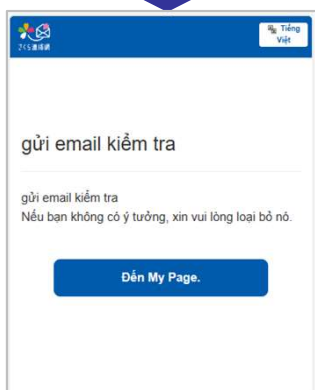 さくら連絡網
Tiếng
Việt
gửi email kiểm tra
gửi email kiểm tra
Nếu bạn không có ý tưởng, xin vui lòng loại bỏ nó.
Đến My Page.